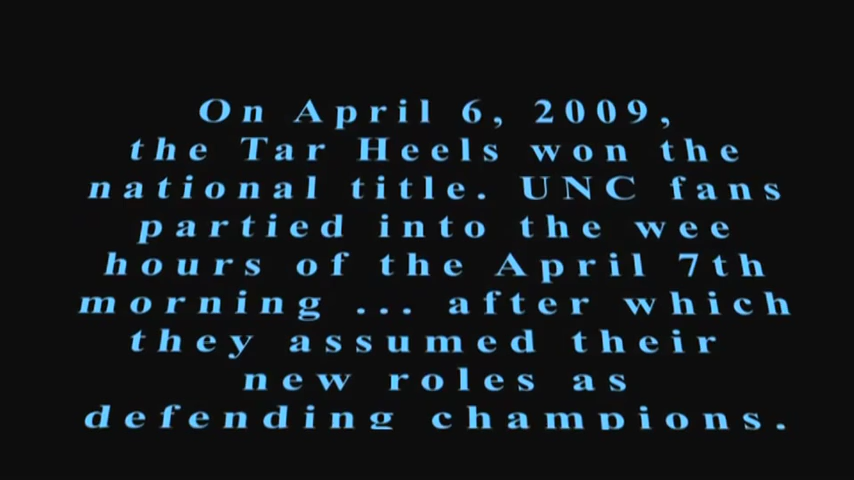 On April 6, 2009,
the Tar Heels won the
national title. UNC fans
partied into the wee
hours of the April 7th
morning ... after which
they assumed their
new roles as
defending champions.